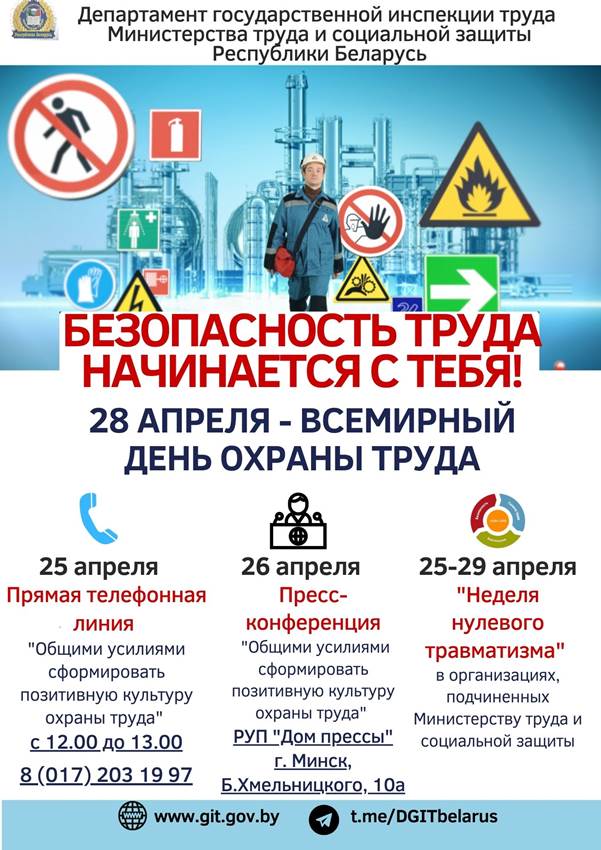 Департамент государственной инспекции труда
Министерства труда и социальной защиты
Республики Беларусь
БЕЗОПАСНОСТЬ ТРУДА
НАЧИНАЕТСЯ С ТЕБЯ!
28 АПРЕЛЯ - ВСЕМИРНЫЙ
ДЕНЬ ОХРАНЫ ТРУДА
25 апреля
Прямая телефонная
линия
"Общими усилиями
сформировать
позитивную культуру
охраны труда"
с 12.00 до 13.00
8 (017) 203 19 97
26 апреля
Пресс-
конференция
"Общими усилиями
сформировать
позитивную культуру
охраны труда"
РУП "Дом прессы"
г. Минск,
Б.Хмельницкого, 10а
25-29 апреля
"Неделя
нулевого
травматизма"
в организациях,
подчиненных
Министерству труда и
социальной защиты
www.git.gov.by
t.me/DGITbelarus